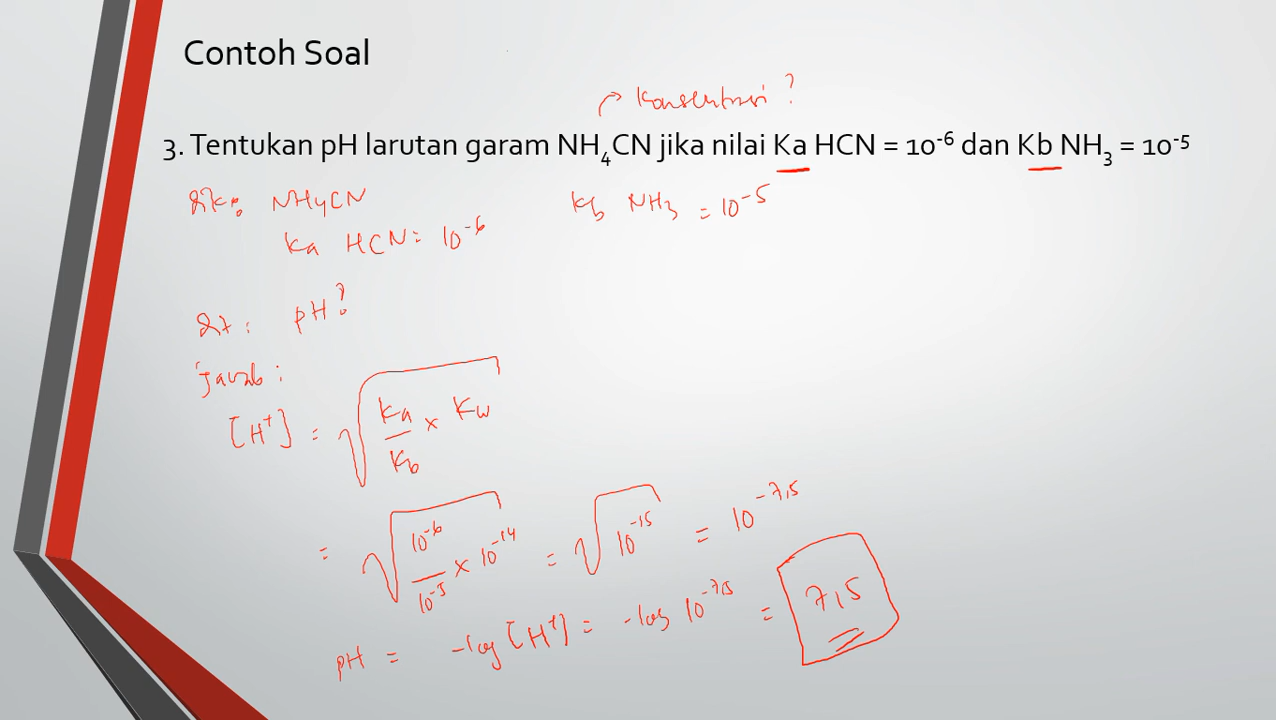 Contoh Soal
→ Konsentrasi ?
3. Tentukan pH larutan garam NH₄CN jika nilai Ka HCN = 10⁻⁶ dan Kb NH₃ = 10⁻⁵
Dik: NH₄CN Kb NH₃ = 10⁻⁵
Ka HCN = 10⁻⁶
Dit : pH?
jawab :
[H⁺] = √(Ka/Kb × Kw)
= √(10⁻⁶/10⁻⁵ × 10⁻¹⁴) = √(10⁻¹⁵) = 10⁻⁷,⁵
pH = -log [H⁺] = -log 10⁻⁷,⁵ = 7,5